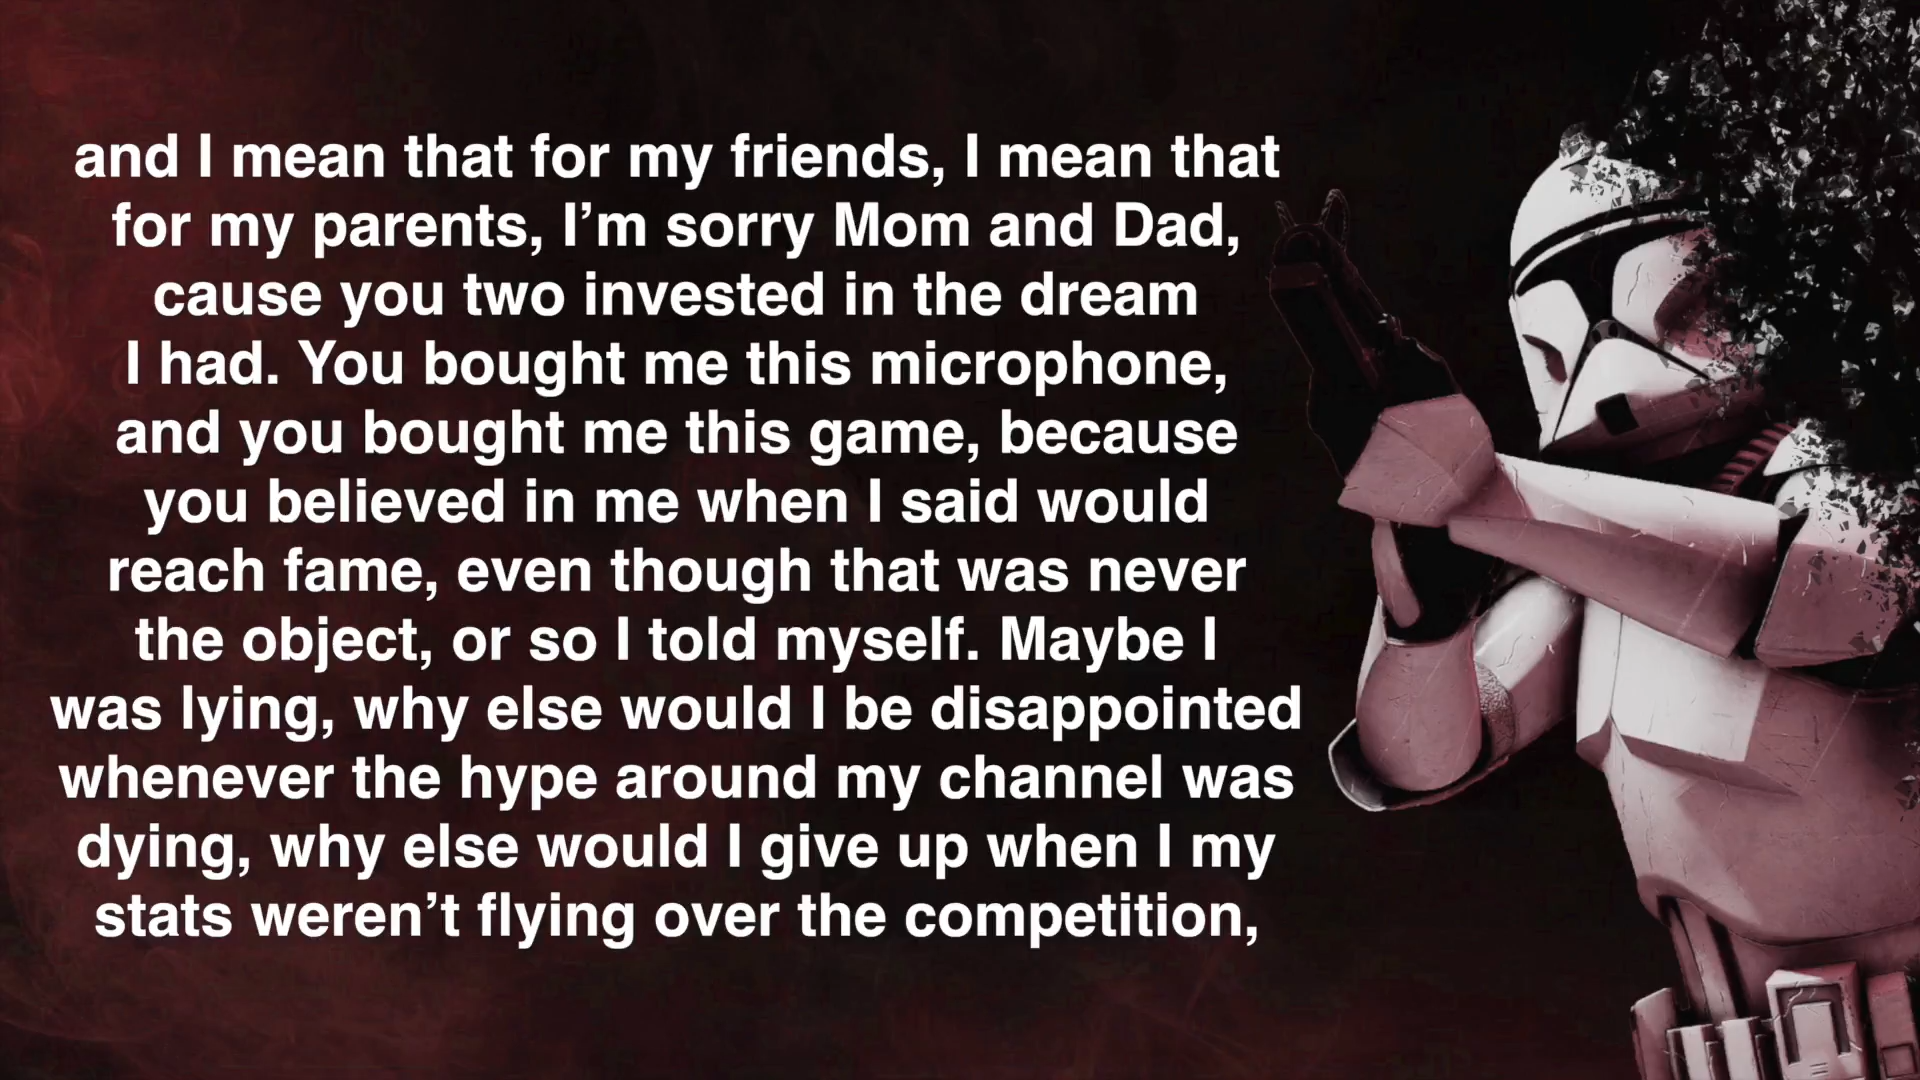 and I mean that for my friends, I mean that
for my parents, I’m sorry Mom and Dad,
cause you two invested in the dream
I had. You bought me this microphone,
and you bought me this game, because
you believed in me when I said would
reach fame, even though that was never
the object, or so I told myself. Maybe I
was lying, why else would I be disappointed
whenever the hype around my channel was
dying, why else would I give up when I my
stats weren’t flying over the competition,